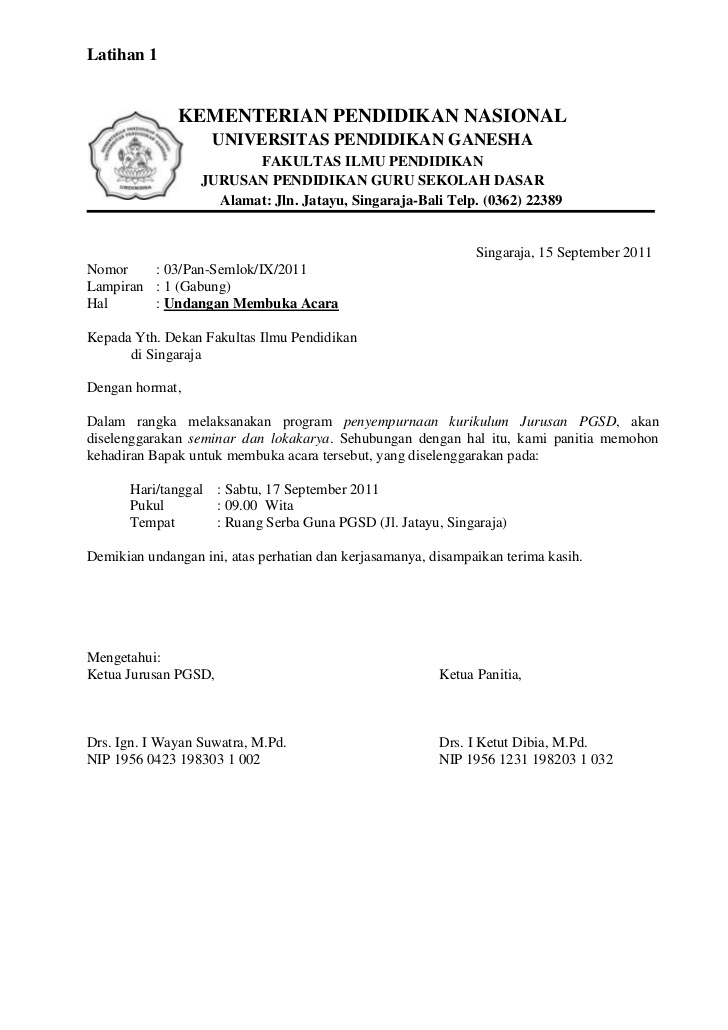 Latihan 1
KEMENTERIAN PENDIDIKAN NASIONAL
UNIVERSITAS PENDIDIKAN GANESHA
FAKULTAS ILMU PENDIDIKAN
JURUSAN PENDIDIKAN GURU SEKOLAH DASAR
Alamat: Jln. Jatayu, Singaraja-Bali Telp. (0362) 22389
UNDIKSHA
Singaraja, 15 September 2011
Nomor : 03/Pan-Semlok/IX/2011
Lampiran : 1 (Gabung)
Hal : Undangan Membuka Acara
Kepada Yth. Dekan Fakultas Ilmu Pendidikan
di Singaraja
Dengan hormat,
Dalam rangka melaksanakan program penyempurnaan kurikulum Jurusan PGSD, akan
diselenggarakan seminar dan lokakarya. Sehubungan dengan hal itu, kami panitia memohon
kehadiran Bapak untuk membuka acara tersebut, yang diselenggarakan pada:
Hari/tanggal : Sabtu, 17 September 2011
Pukul : 09.00 Wita
Tempat : Ruang Serba Guna PGSD (Jl. Jatayu, Singaraja)
Demikian undangan ini, atas perhatian dan kerjasamanya, disampaikan terima kasih.
Mengetahui:
Ketua Jurusan PGSD, Ketua Panitia,
Drs. Ign. I Wayan Suwatra, M.Pd. Drs. I Ketut Dibia, M.Pd.
NIP 1956 0423 198303 1 002 NIP 1956 1231 198203 1 032